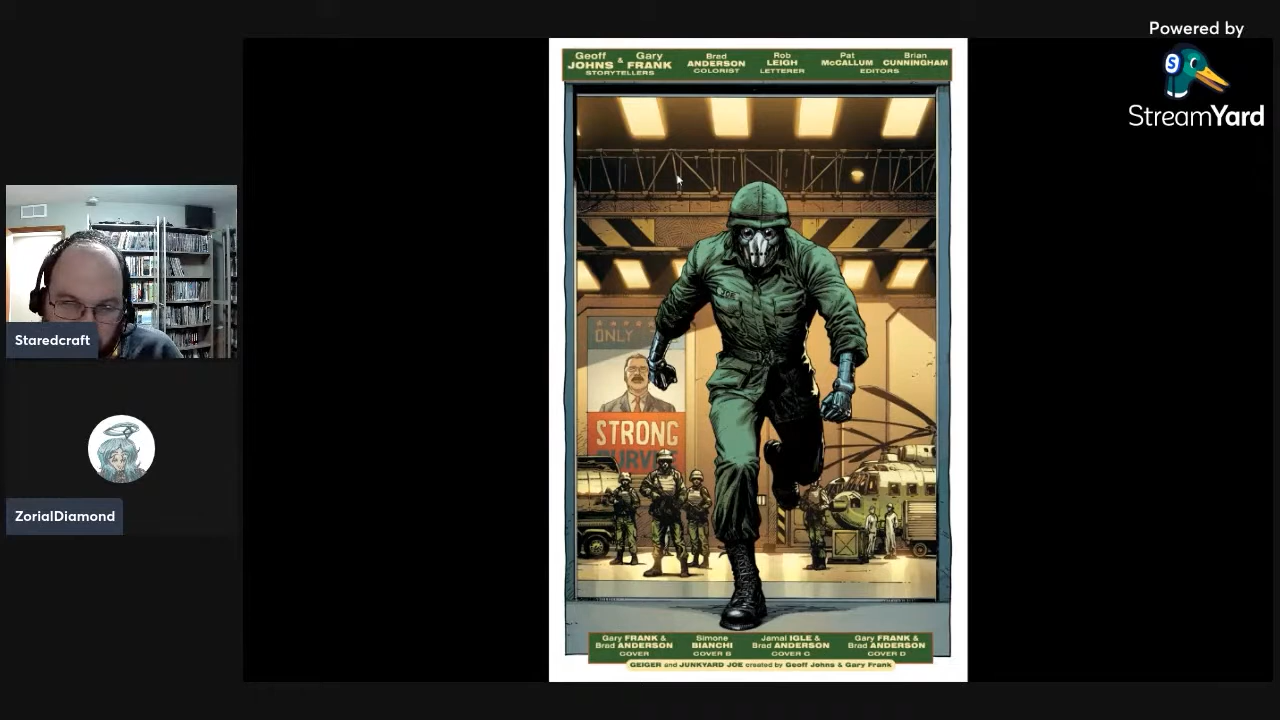 Powered by
StreamYard
Geoff JOHNS & Gary FRANK
STORYTELLERS
Brad ANDERSON
COLORIST
Rob LEIGH
LETTERER
Pat McCALLUM Brian CUNNINGHAM
EDITORS
JOE
ONLY
STRONG
Staredcraft
ZorialDiamond
Gary FRANK & Brad ANDERSON
COVER
Simone BIANCHI
COVER B
Jamal IGLE & Brad ANDERSON
COVER C
Gary FRANK & Brad ANDERSON
COVER D
GEIGER and JUNKYARD JOE created by Geoff Johns & Gary Frank